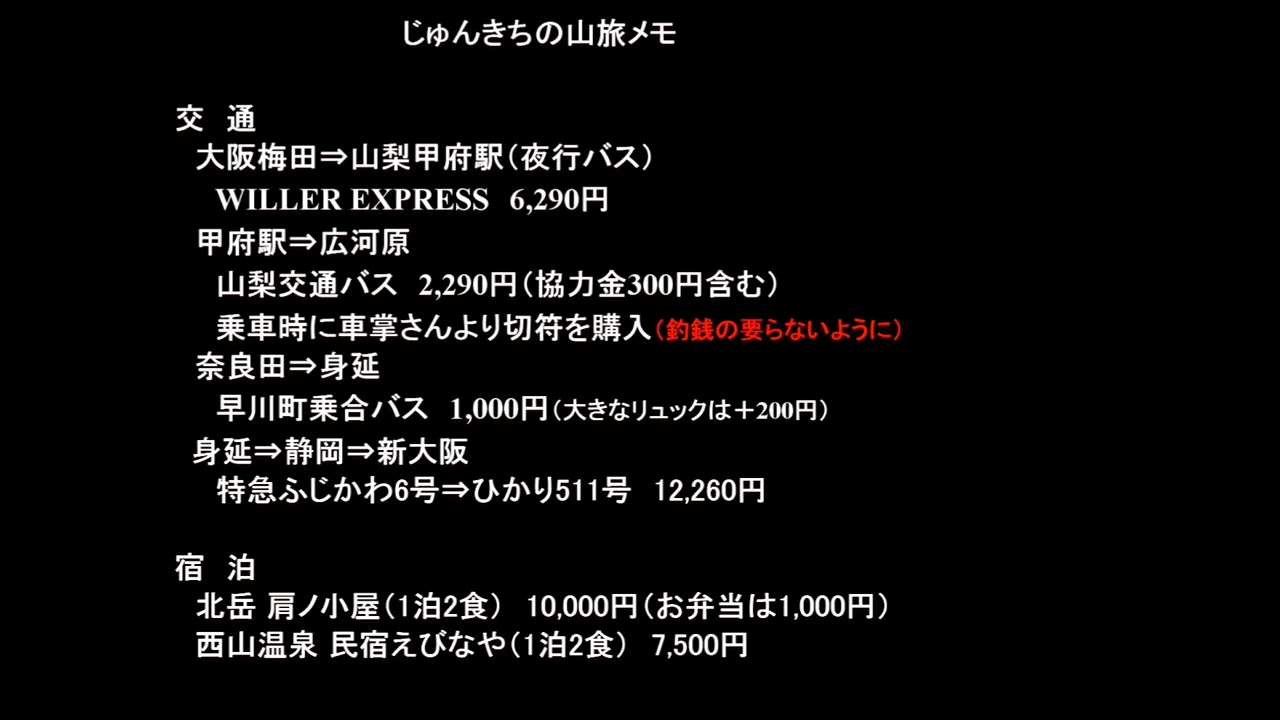 じゅんきちの山旅メモ
交　通
大阪梅田⇒山梨甲府駅（夜行バス）
WILLER EXPRESS　6,290円
甲府駅⇒広河原
山梨交通バス　2,290円（協力金300円含む）
乗車時に車掌さんより切符を購入（釣銭の要らないように）
奈良田⇒身延
早川町乗合バス　1,000円（大きなリュックは＋200円）
身延⇒静岡⇒新大阪
特急ふじかわ6号⇒ひかり511号　12,260円
宿　泊
北岳 肩ノ小屋（1泊2食）　10,000円（お弁当は1,000円）
西山温泉 民宿えびなや（1泊2食）　7,500円